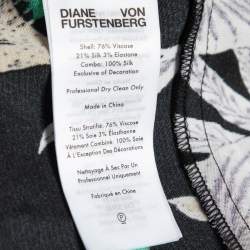 DIANE VON
FURSTENBERG
Shell: 76% Viscose
21% Silk 3% Elastane
Combo: 100% Silk
Exclusive of Decoration
Professional Dry Clean Only
Made in China
Tissu Stratifié: 76% Viscose
21% Soie 3% Élasthanne
Vêtement Combiné: 100% Soie
À L'Exception Des Décorations
Nettoyage À Sec Par Un
Professionnel Uniquement
Fabriqué en Chine
P